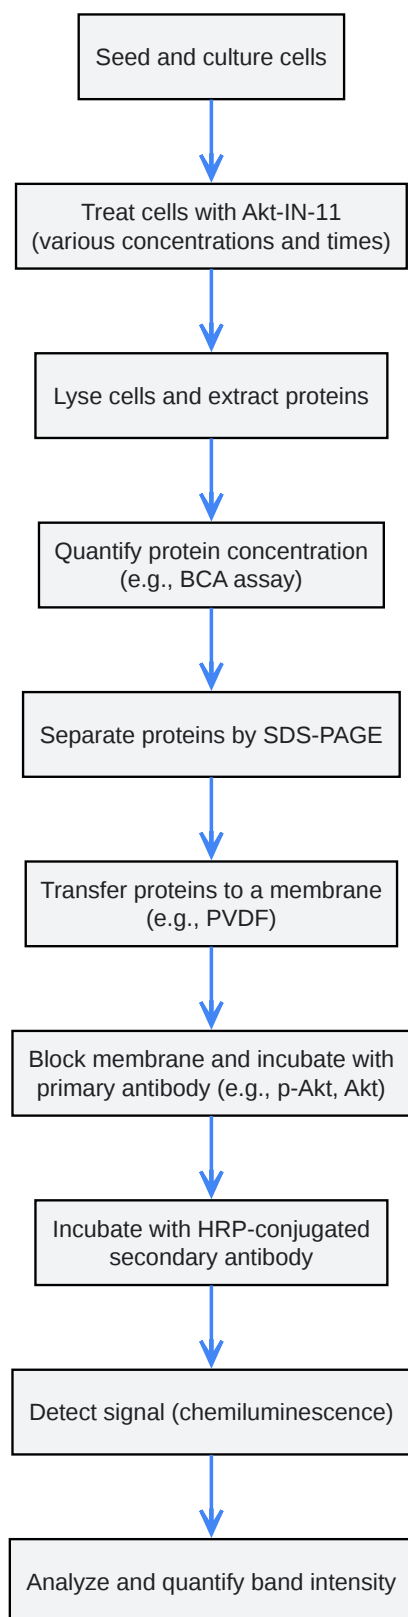 Seed and culture cells
Treat cells with Akt-IN-11
(various concentrations and times)
Lyse cells and extract proteins
Quantify protein concentration
(e.g., BCA assay)
Separate proteins by SDS-PAGE
Transfer proteins to a membrane
(e.g., PVDF)
Block membrane and incubate with
primary antibody (e.g., p-Akt, Akt)
Incubate with HRP-conjugated
secondary antibody
Detect signal (chemiluminescence)
Analyze and quantify band intensity